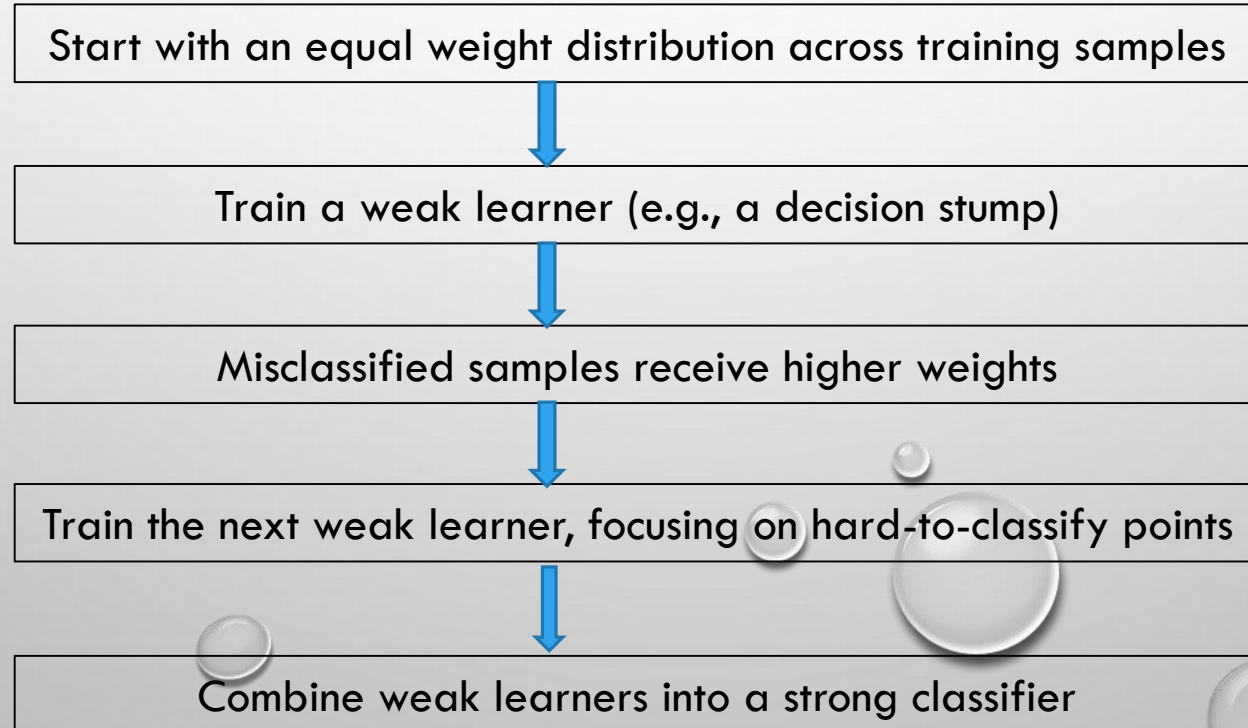 Start with an equal weight distribution across training samples
Train a weak learner (e.g., a decision stump)
Misclassified samples receive higher weights
Train the next weak learner, focusing on hard-to-classify points
Combine weak learners into a strong classifier